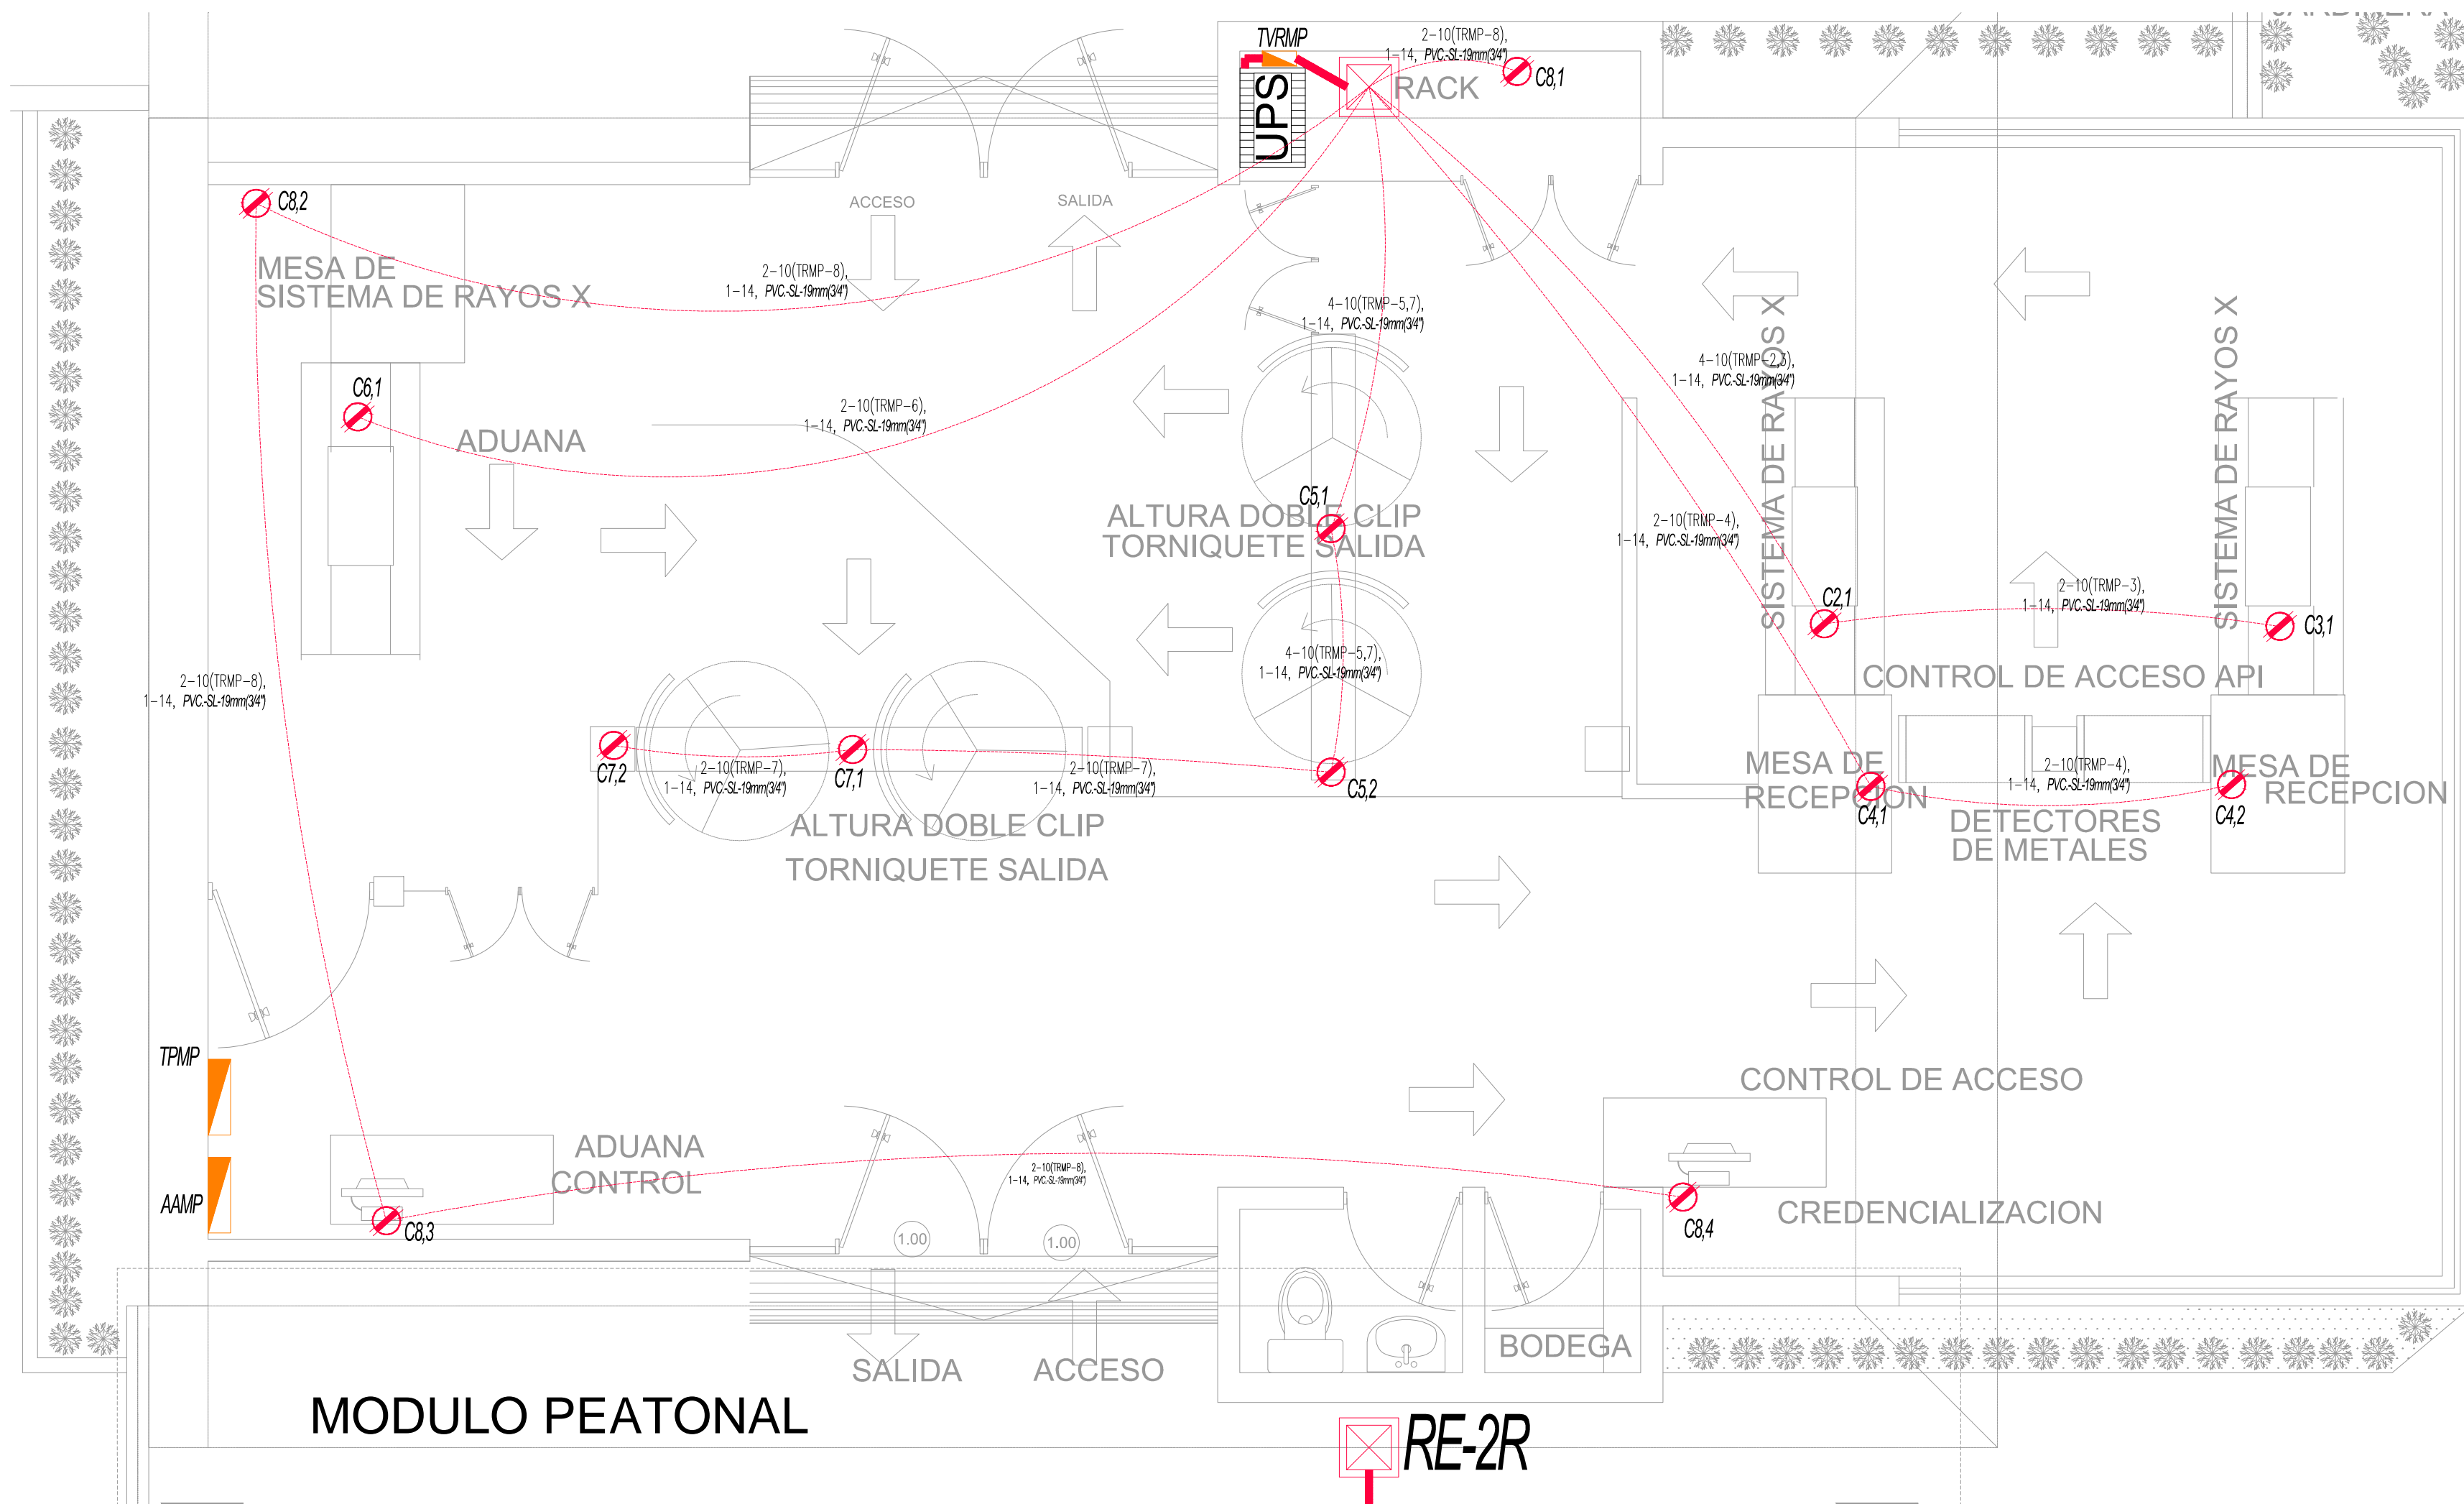 JARDINERA
TVRMP
2-10(TRMP-8),
1-14, PVC.-SL-19mm(3/4")
C8,1
RACK
UPS
C8,2
ACCESO
SALIDA
MESA DE
SISTEMA DE RAYOS X
2-10(TRMP-8),
1-14, PVC.-SL-19mm(3/4")
4-10(TRMP-5,7),
1-14, PVC.-SL-19mm(3/4")
SISTEMA DE RAYOS X
SISTEMA DE RAYOS X
4-10(TRMP-2,3),
1-14, PVC.-SL-19mm(3/4")
C6,1
2-10(TRMP-6),
1-14, PVC.-SL-19mm(3/4")
ADUANA
C5,1
ALTURA DOBLE CLIP
TORNIQUETE SALIDA
2-10(TRMP-4),
1-14, PVC.-SL-19mm(3/4")
C2,1
2-10(TRMP-3),
1-14, PVC.-SL-19mm(3/4")
C3,1
4-10(TRMP-5,7),
1-14, PVC.-SL-19mm(3/4")
CONTROL DE ACCESO API
2-10(TRMP-8),
1-14, PVC.-SL-19mm(3/4")
C7,2
2-10(TRMP-7),
1-14, PVC.-SL-19mm(3/4")
C7,1
2-10(TRMP-7),
1-14, PVC.-SL-19mm(3/4")
C5,2
MESA DE
RECEPCION
C4,1
2-10(TRMP-4),
1-14, PVC.-SL-19mm(3/4")
MESA DE
RECEPCION
C4,2
ALTURA DOBLE CLIP
TORNIQUETE SALIDA
DETECTORES
DE METALES
TPMP
CONTROL DE ACCESO
ADUANA
CONTROL
2-10(TRMP-8),
1-14, PVC.-SL-19mm(3/4")
AAMP
C8,3
1.00
1.00
C8,4
CREDENCIALIZACION
SALIDA
ACCESO
BODEGA
MODULO PEATONAL
RE-2R